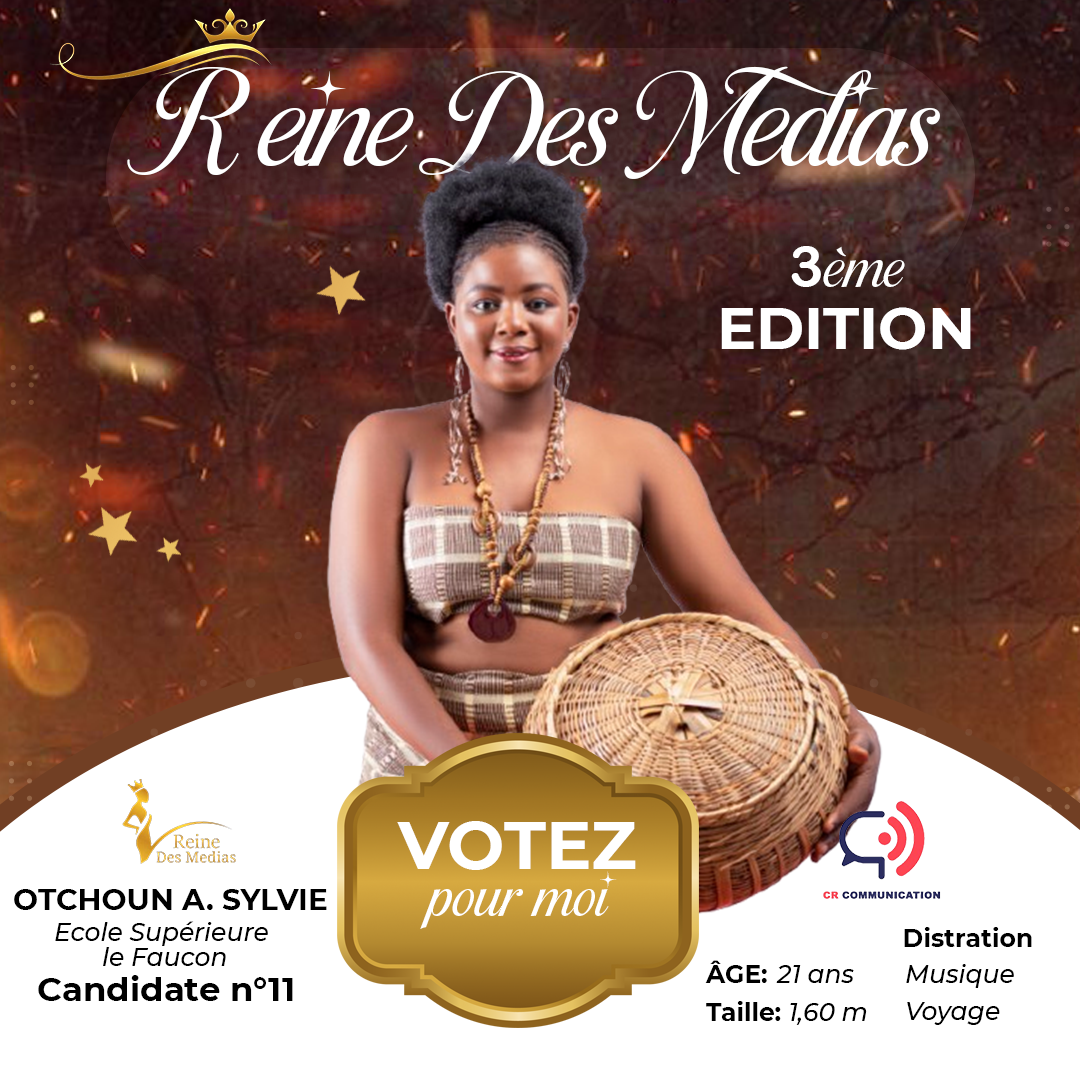 Reine Des Medias
3ème
EDITION
VOTEZ
pour moi
Reine
Des Medias
OTCHOUN A. SYLVIE
Ecole Supérieure
le Faucon
Candidate n°11
CR COMMUNICATION
ÂGE: 21 ans
Taille: 1,60 m
Distration
Musique
Voyage